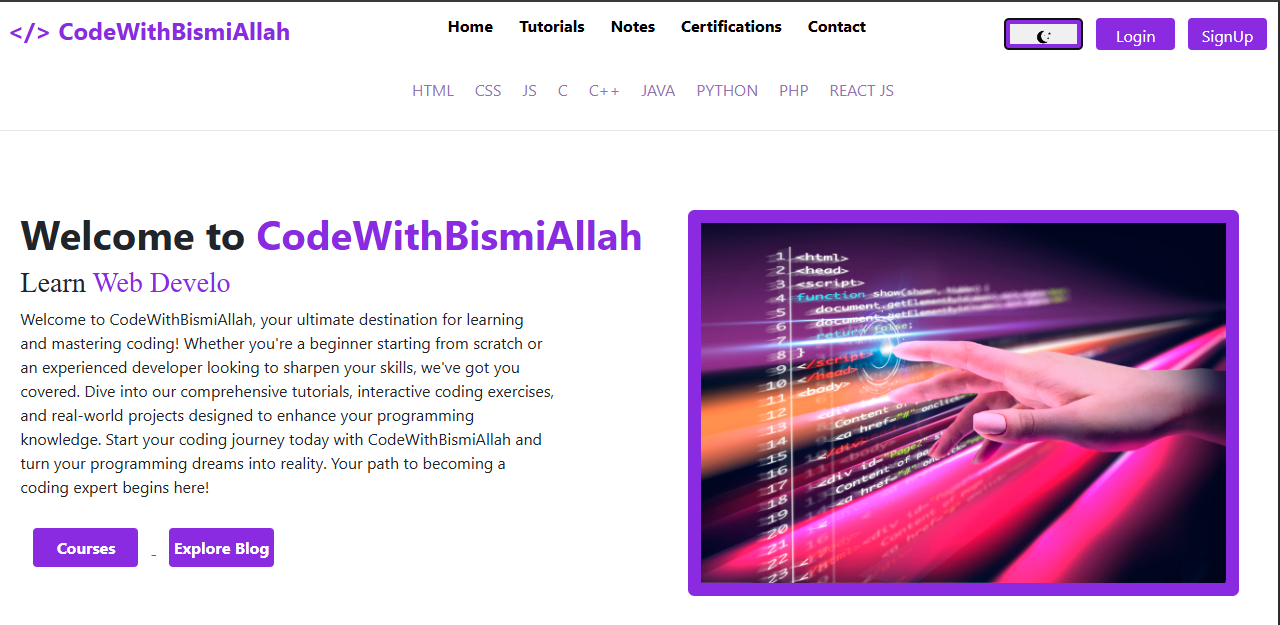 </> CodeWithBismiAllah
Home Tutorials Notes Certifications Contact
Login SignUp
HTML CSS JS C C++ JAVA PYTHON PHP REACT JS
Welcome to CodeWithBismiAllah
Learn Web Develo
Welcome to CodeWithBismiAllah, your ultimate destination for learning
and mastering coding! Whether you're a beginner starting from scratch or
an experienced developer looking to sharpen your skills, we've got you
covered. Dive into our comprehensive tutorials, interactive coding exercises,
and real-world projects designed to enhance your programming
knowledge. Start your coding journey today with CodeWithBismiAllah and
turn your programming dreams into reality. Your path to becoming a
coding expert begins here!
Courses - Explore Blog
1 <html>
2 <head>
3 <script>
4 function show(shown, hidden) {
5 document.getElementById
6 document.getElementById
7 return false;
8 }
9 </script>
10 </head>
11 <body>
12
13 <div id=
14 Content of
15 <a href="#" onclick=
16 </div>
17
18 <div id="Page2"
19 Content of
20 <a href="#"
21
22
23